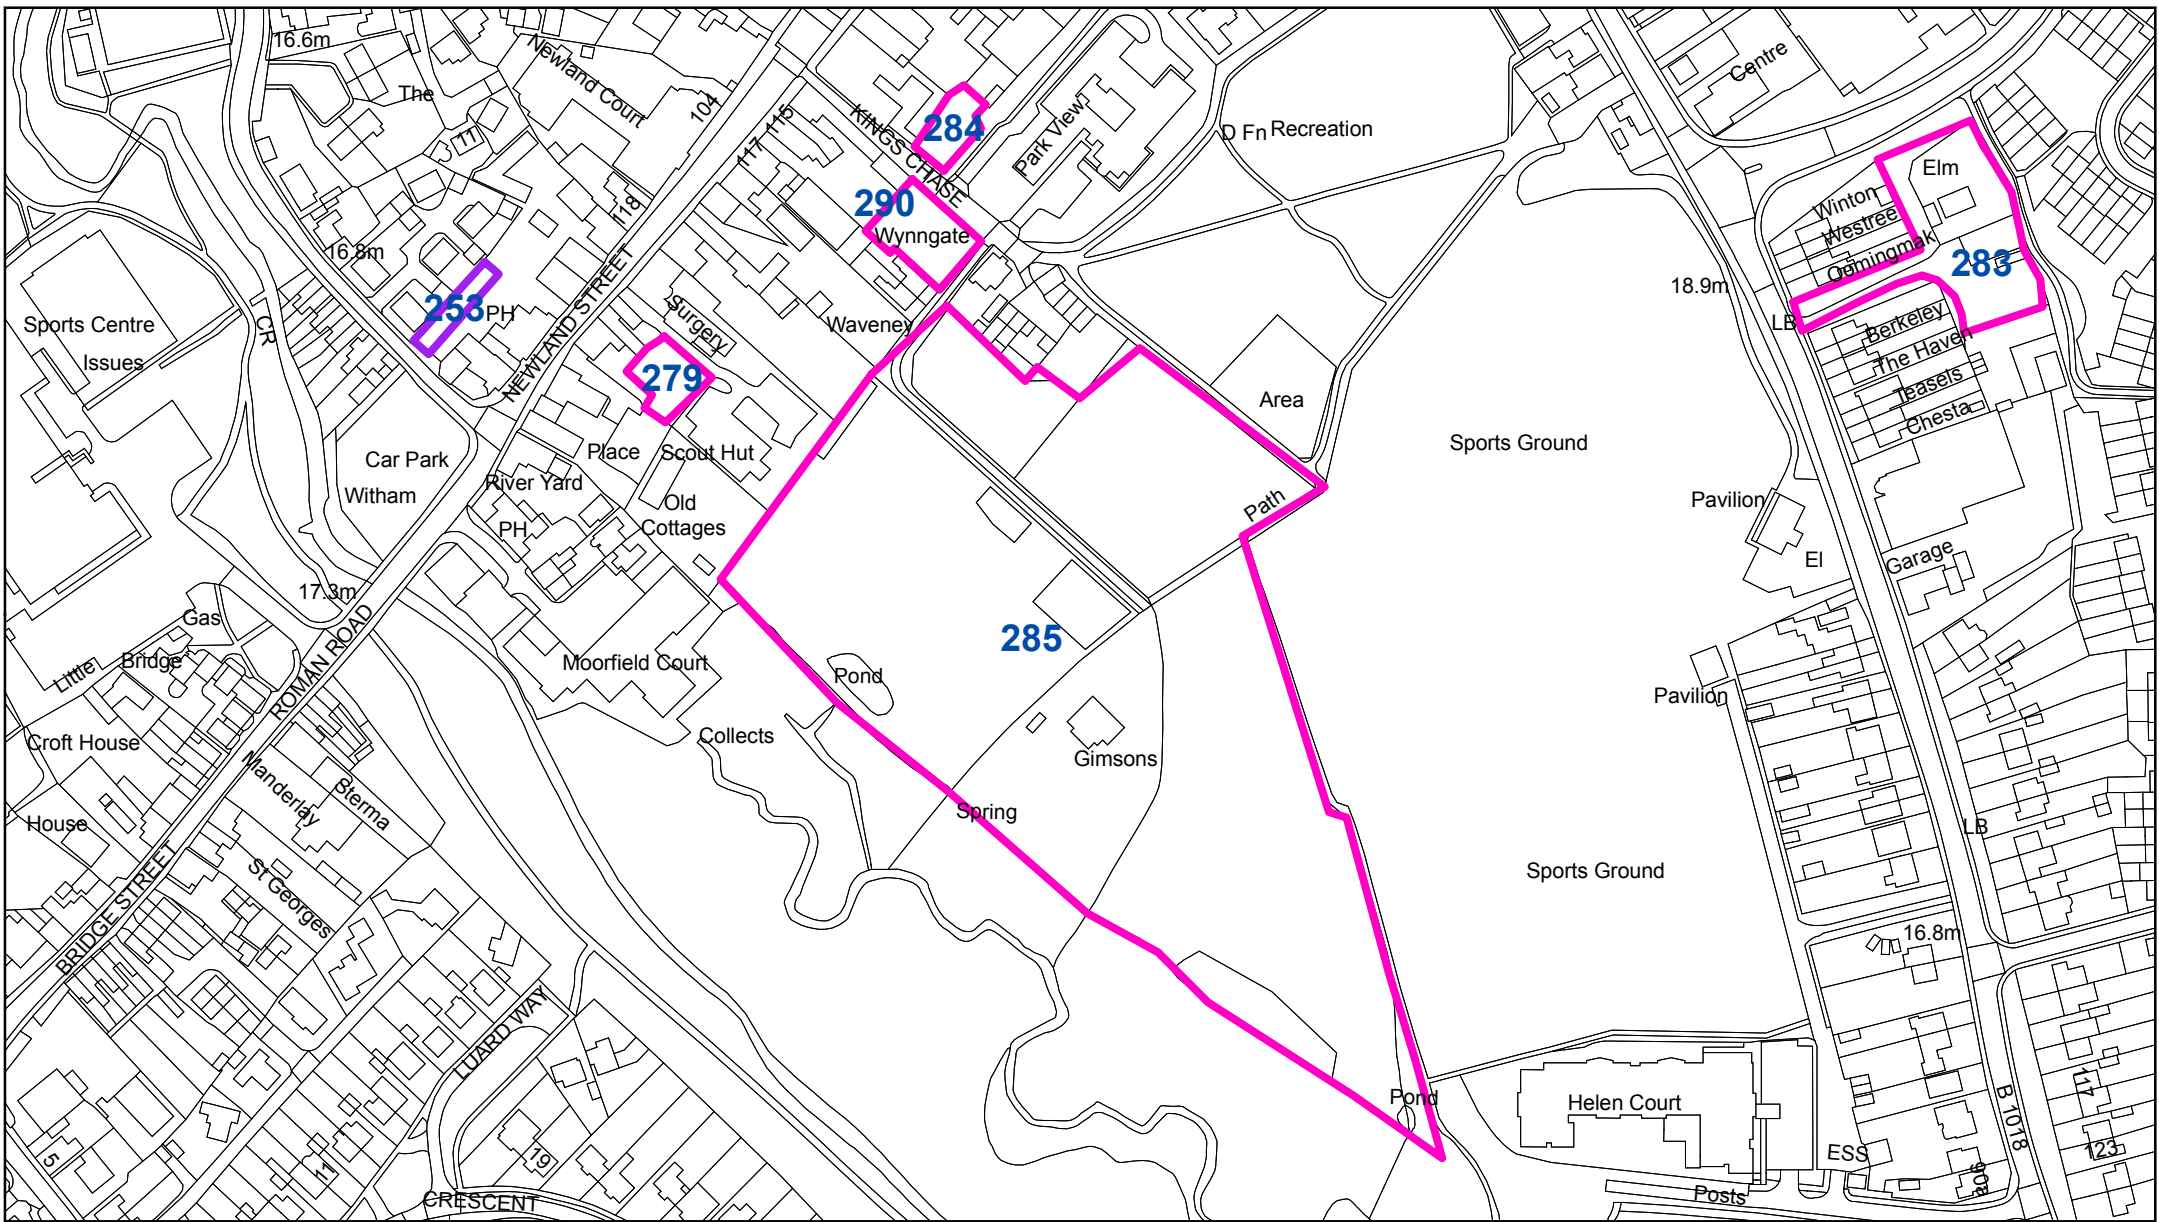 16.6m
Newland Court
Centre
The
104
11
117
115
KINGS CHASE
284
Park View
D Fn
Recreation
Elm
118
290
Wynngate
Winton
Westree
Oomingmak
16.8m
253
PH
NEWLAND STREET
283
18.9m
Sports Centre
CR
Surgery
Waveney
LB
Berkeley
Issues
279
The Haven
Teasels
Area
Chesta
Sports Ground
Car Park
Place
Scout Hut
Witham
River Yard
Old
Cottages
PH
Path
Pavilion
El
Garage
17.3m
Gas
ROMAN ROAD
285
Little
Bridge
Moorfield Court
Pond
Pavilion
Croft House
Collects
Gimsons
Manderlay
Sterma
House
Spring
LB
BRIDGE STREET
St Georges
Sports Ground
16.8m
LUARD WAY
Pond
Helen Court
B 1018
117
5
11
19
ESS
123
90a
CRESCENT
Posts